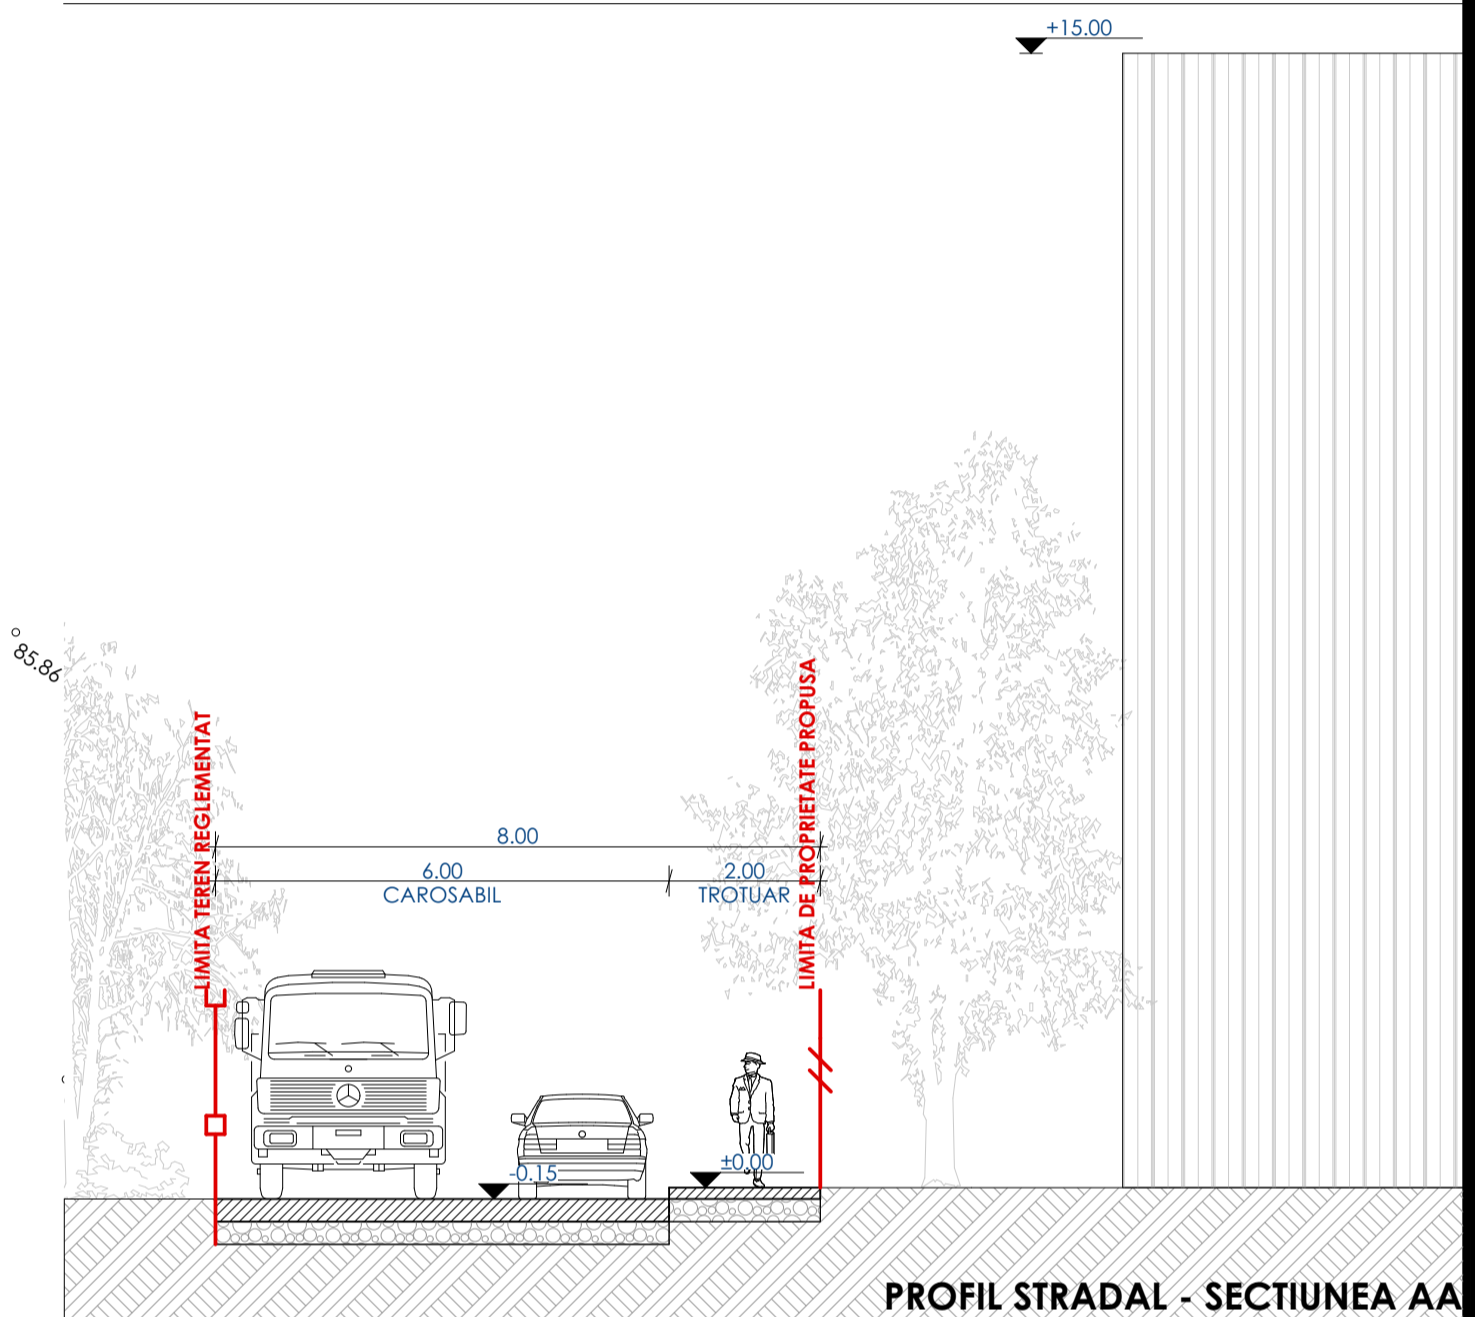 +15.00
85.86
LIMITA TEREN REGLEMENTAT
LIMITA DE PROPRIETATE PROPUSA
8.00
6.00
2.00
CAROSABIL
TROTUAR
-0.15
±0.00
PROFIL STRADAL - SECTIUNEA AA